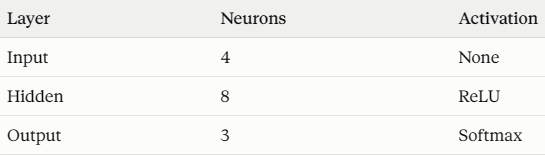 Layer Neurons Activation
Input 4 None
Hidden 8 ReLU
Output 3 Softmax